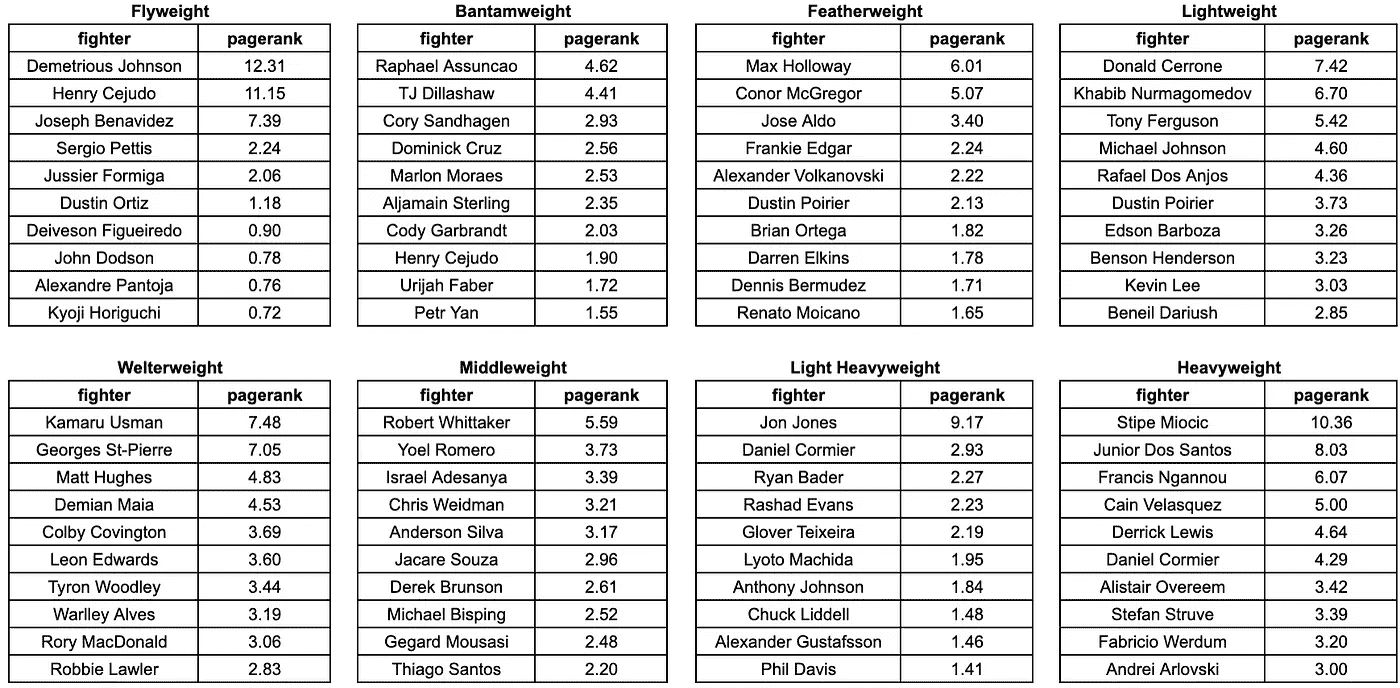 Flyweight Bantamweight Featherweight Lightweight
fighter pagerank fighter pagerank fighter pagerank fighter pagerank
Demetrious Johnson 12.31 Raphael Assuncao 4.62 Max Holloway 6.01 Donald Cerrone 7.42
Henry Cejudo 11.15 TJ Dillashaw 4.41 Conor McGregor 5.07 Khabib Nurmagomedov 6.70
Joseph Benavidez 7.39 Cory Sandhagen 2.93 Jose Aldo 3.40 Tony Ferguson 5.42
Sergio Pettis 2.24 Dominick Cruz 2.56 Frankie Edgar 2.24 Michael Johnson 4.60
Jussier Formiga 2.06 Marlon Moraes 2.53 Alexander Volkanovski 2.22 Rafael Dos Anjos 4.36
Dustin Ortiz 1.18 Aljamain Sterling 2.35 Dustin Poirier 2.13 Dustin Poirier 3.73
Deiveson Figueiredo 0.90 Cody Garbrandt 2.03 Brian Ortega 1.82 Edson Barboza 3.26
John Dodson 0.78 Henry Cejudo 1.90 Darren Elkins 1.78 Benson Henderson 3.23
Alexandre Pantoja 0.76 Urijah Faber 1.72 Dennis Bermudez 1.71 Kevin Lee 3.03
Kyoji Horiguchi 0.72 Petr Yan 1.55 Renato Moicano 1.65 Beneil Dariush 2.85
Welterweight Middleweight Light Heavyweight Heavyweight
fighter pagerank fighter pagerank fighter pagerank fighter pagerank
Kamaru Usman 7.48 Robert Whittaker 5.59 Jon Jones 9.17 Stipe Miocic 10.36
Georges St-Pierre 7.05 Yoel Romero 3.73 Daniel Cormier 2.93 Junior Dos Santos 8.03
Matt Hughes 4.83 Israel Adesanya 3.39 Ryan Bader 2.27 Francis Ngannou 6.07
Demian Maia 4.53 Chris Weidman 3.21 Rashad Evans 2.23 Cain Velasquez 5.00
Colby Covington 3.69 Anderson Silva 3.17 Glover Teixeira 2.19 Derrick Lewis 4.64
Leon Edwards 3.60 Jacare Souza 2.96 Lyoto Machida 1.95 Daniel Cormier 4.29
Tyron Woodley 3.44 Derek Brunson 2.61 Anthony Johnson 1.84 Alistair Overeem 3.42
Warlley Alves 3.19 Michael Bisping 2.52 Chuck Liddell 1.48 Stefan Struve 3.39
Rory MacDonald 3.06 Gegard Mousasi 2.48 Alexander Gustafsson 1.46 Fabricio Werdum 3.20
Robbie Lawler 2.83 Thiago Santos 2.20 Phil Davis 1.41 Andrei Arlovski 3.00